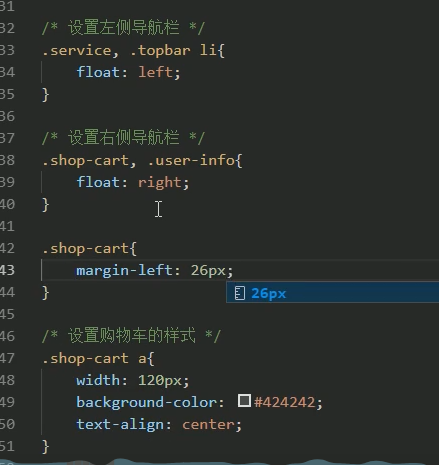 31
32 /* 设置左侧导航栏 */
33 .service, .topbar li{
34 float: left;
35 }
36
37 /* 设置右侧导航栏 */
38 .shop-cart, .user-info{
39 float: right;
40 }
41
42 .shop-cart{
43 margin-left: 26px;
44 }
26px
45
46 /* 设置购物车的样式 */
47 .shop-cart a{
48 width: 120px;
49 background-color: #424242;
50 text-align: center;
51 }